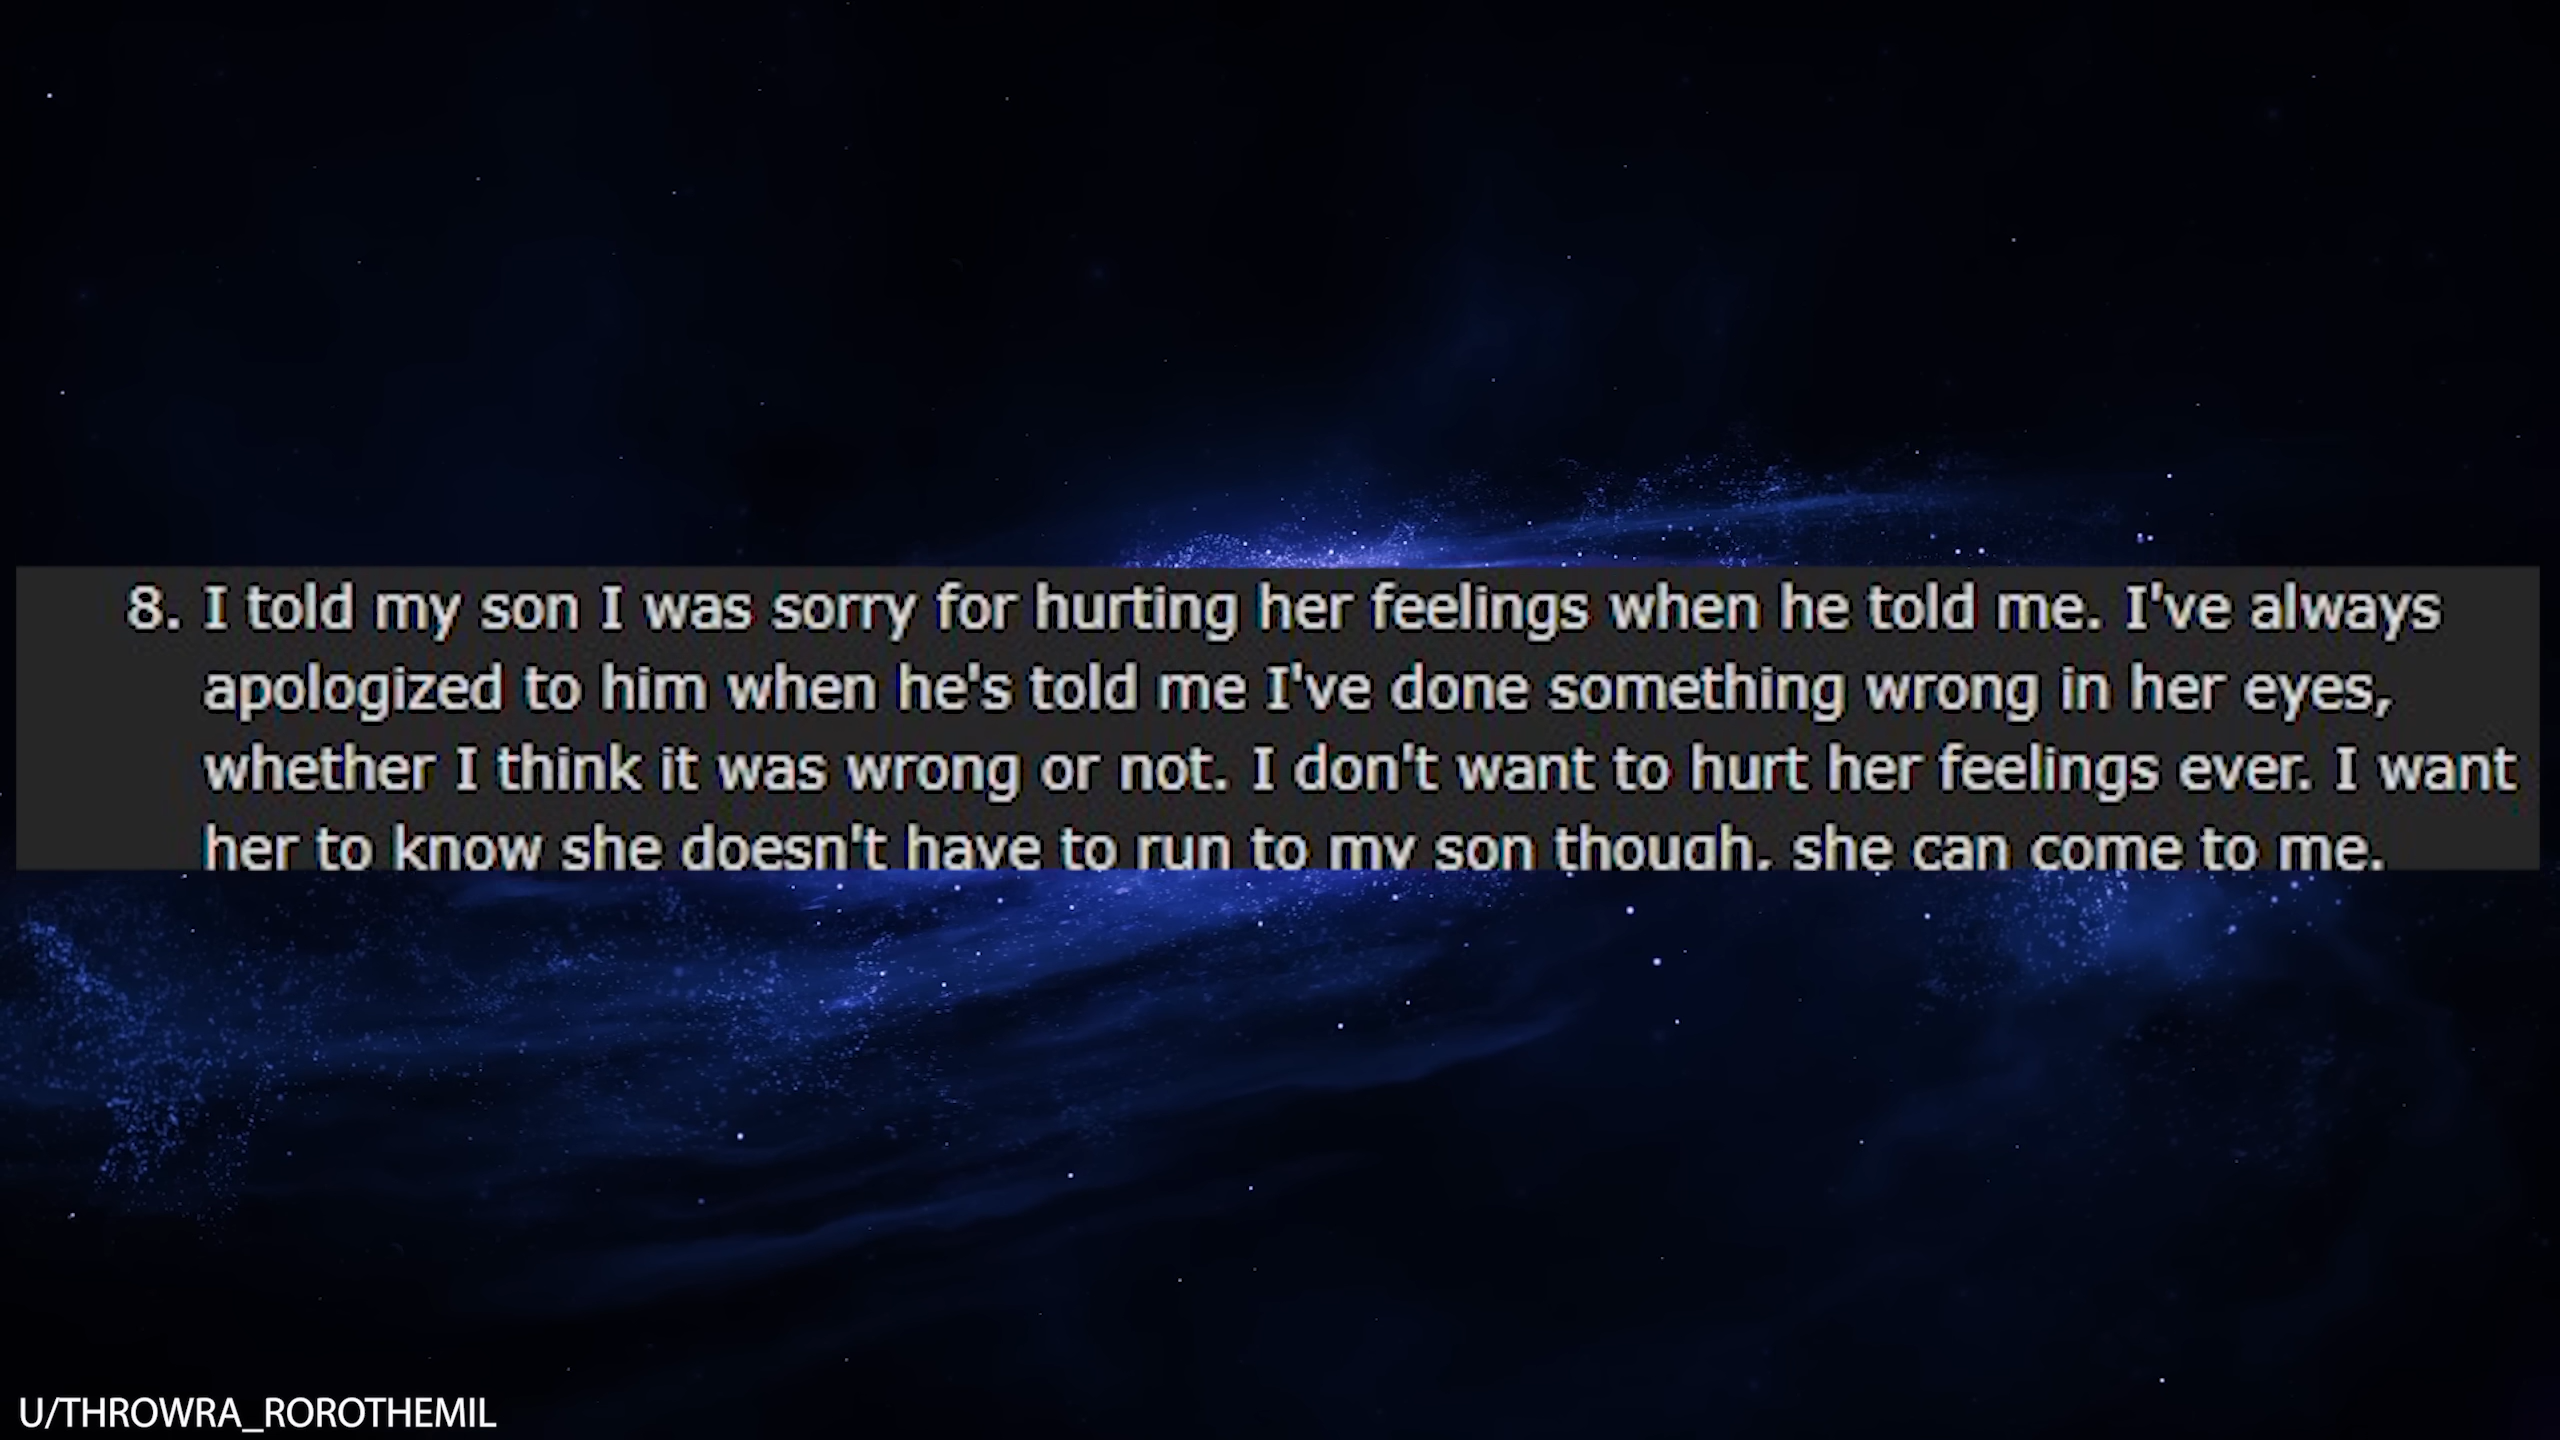 8. I told my son I was sorry for hurting her feelings when he told me. I've always
apologized to him when he's told me I've done something wrong in her eyes,
whether I think it was wrong or not. I don't want to hurt her feelings ever. I want
her to know she doesn't have to run to my son though, she can come to me.
U/THROWRA_ROROTHEMIL